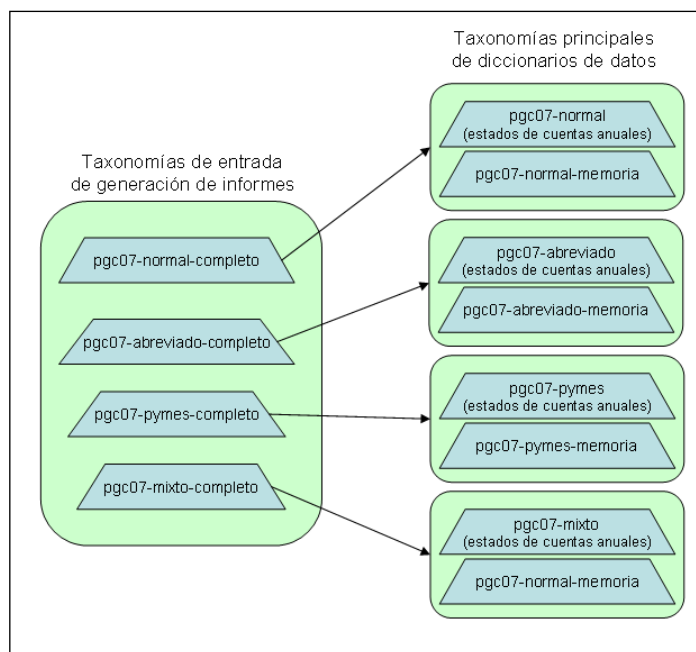 Taxonomías principales
de diccionarios de datos
pgc07-normal
(estados de cuentas anuales)
pgc07-normal-memoria
Taxonomías de entrada
de generación de informes
pgc07-normal-completo
pgc07-abreviado-completo
pgc07-pymes-completo
pgc07-mixto-completo
pgc07-abreviado
(estados de cuentas anuales)
pgc07-abreviado-memoria
pgc07-pymes
(estados de cuentas anuales)
pgc07-pymes-memoria
pgc07-mixto
(estados de cuentas anuales)
pgc07-normal-memoria